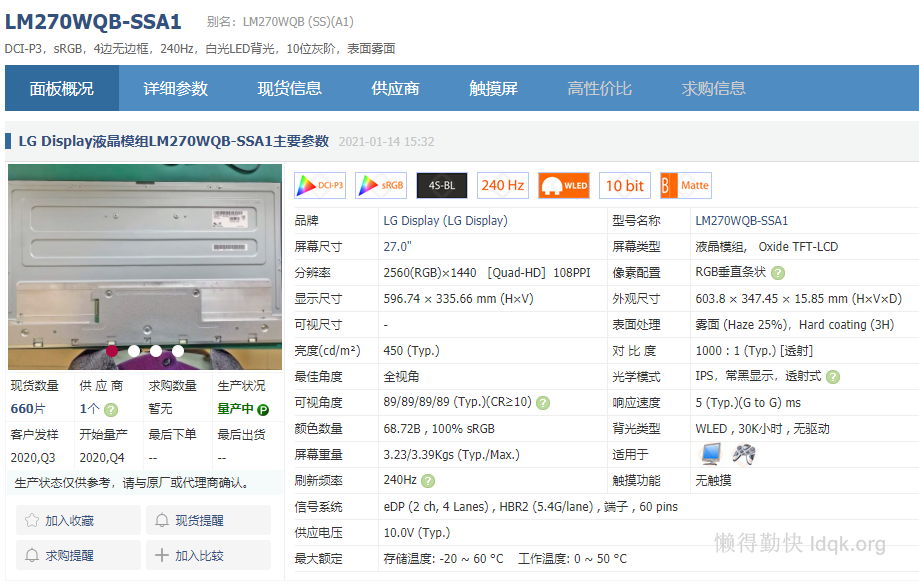 LM270WQB-SSA1 别名：LM270WQB (SS)(A1)
DCI-P3，sRGB，4边无边框，240Hz，白光LED背光，10位灰阶，表面雾面
面板概况 详细参数 现货信息 供应商 触摸屏 高性价比 求购信息
LG Display液晶模组LM270WQB-SSA1主要参数 2021-01-14 15:32
DCI-P3 sRGB 4S-BL 240 Hz WLED 10 bit B Matte
品牌 LG Display (LG Display) 型号名称 LM270WQB-SSA1
屏幕尺寸 27.0" 屏幕类型 液晶模组， Oxide TFT-LCD
分辨率 2560(RGB)×1440 [Quad-HD] 108PPI 像素配置 RGB垂直条状 ?
显示尺寸 596.74 × 335.66 mm (H×V) 外观尺寸 603.8 × 347.45 × 15.85 mm (H×V×D)
可视尺寸 - 表面处理 雾面 (Haze 25%)，Hard coating (3H)
亮度(cd/m²) 450 (Typ.) 对 比 度 1000 : 1 (Typ.) [透射]
最佳角度 全视角 光学模式 IPS，常黑显示，透射式 ?
可视角度 89/89/89/89 (Typ.)(CR≥10) ? 响应速度 5 (Typ.)(G to G) ms
颜色数量 68.72B , 100% sRGB 背光类型 WLED , 30K小时 , 无驱动
屏幕重量 3.23/3.39Kgs (Typ./Max.) 适用于
刷新频率 240Hz ? 触摸功能 无触摸
信号系统 eDP (2 ch, 4 Lanes) , HBR2 (5.4G/lane) , 端子 , 60 pins
供应电压 10.0V (Typ.)
最大额定 存储温度: -20 ~ 60 °C 工作温度: 0 ~ 50 °C
现货数量 供 应 商 求购数量 生产状况
660片 1个 ? 暂无 量产中 P
客户发样 开始量产 最后下单 最后出货
2020,Q3 2020,Q4 -- --
生产状态仅供参考，请与原厂或代理商确认。
加入收藏 现货提醒
求购提醒 加入比较
懒得勤快 ldqk.org